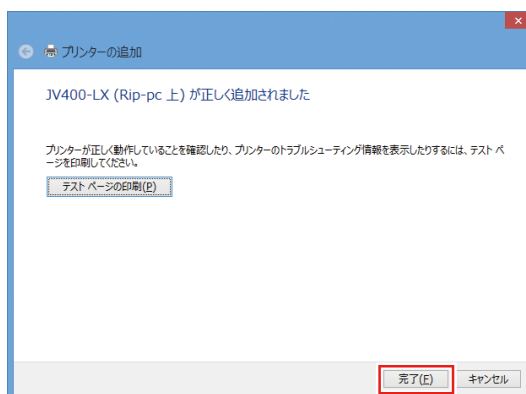 プリンターの追加
JV400-LX (Rip-pc 上) が正しく追加されました
プリンターが正しく動作していることを確認したり、プリンターのトラブルシューティング情報を表示したりするには、テスト ペ
ージを印刷してください。
テスト ページの印刷(P)
完了(F) キャンセル